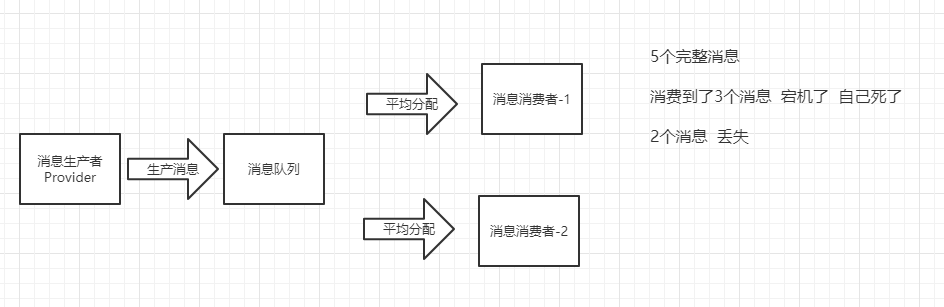 消息生产者
Provider
生产消息
消息队列
平均分配
消息消费者-1
平均分配
消息消费者-2
5个完整消息
消费到了3个消息 宕机了 自己死了
2个消息 丢失